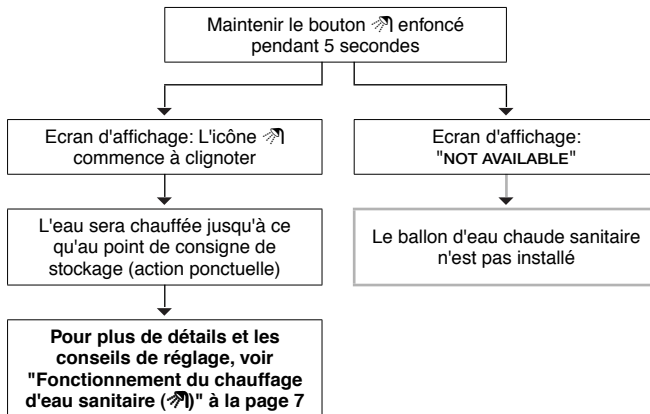 Maintenir le bouton enfoncé
pendant 5 secondes
Ecran d'affichage: L'icône
commence à clignoter
Ecran d'affichage:
"NOT AVAILABLE"
L'eau sera chauffée jusqu'à ce
qu'au point de consigne de
stockage (action ponctuelle)
Le ballon d'eau chaude sanitaire
n'est pas installé
Pour plus de détails et les
conseils de réglage, voir
"Fonctionnement du chauffage
d'eau sanitaire ( )" à la page 7